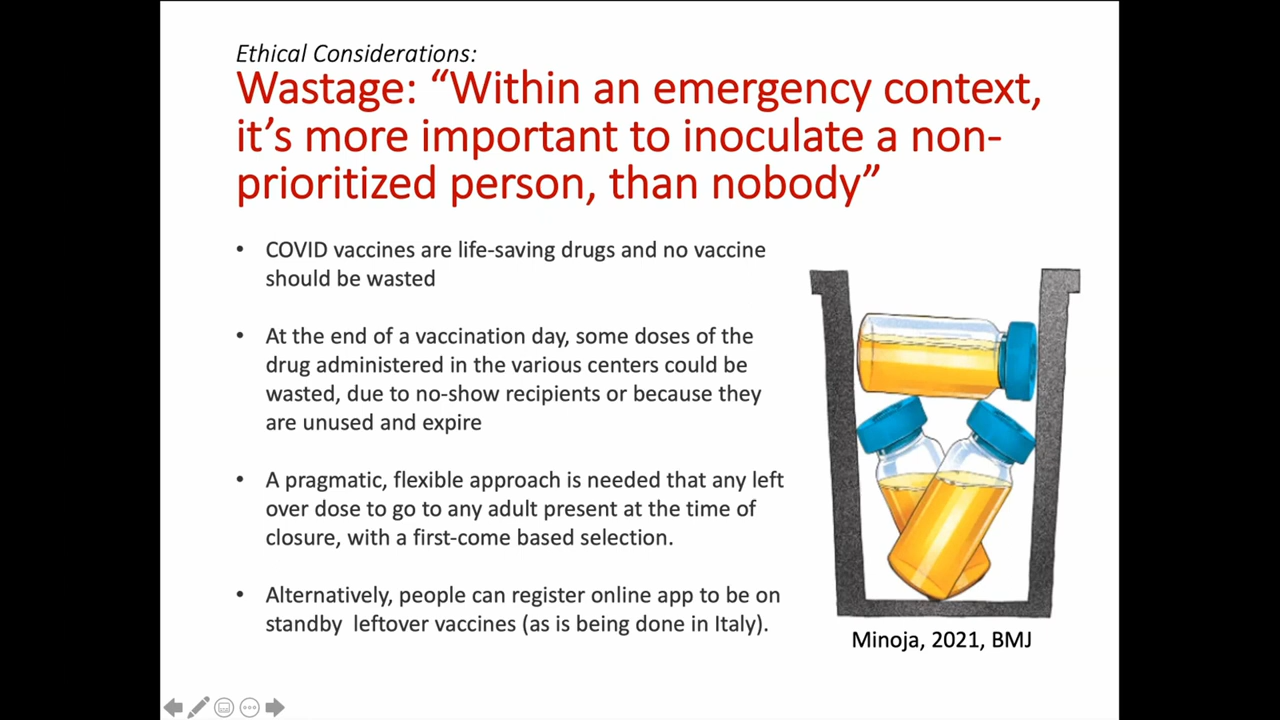 Ethical Considerations:
Wastage: “Within an emergency context,
it’s more important to inoculate a non-
prioritized person, than nobody”
• COVID vaccines are life-saving drugs and no vaccine
should be wasted
• At the end of a vaccination day, some doses of the
drug administered in the various centers could be
wasted, due to no-show recipients or because they
are unused and expire
• A pragmatic, flexible approach is needed that any left
over dose to go to any adult present at the time of
closure, with a first-come based selection.
• Alternatively, people can register online app to be on
standby  leftover vaccines (as is being done in Italy).
Minoja, 2021, BMJ